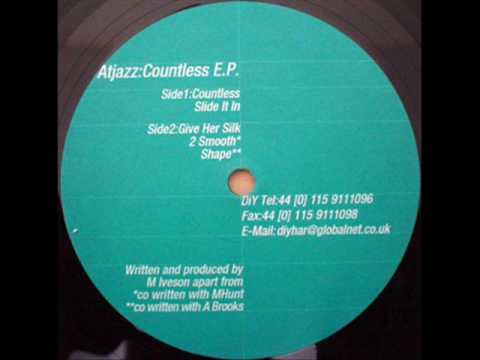 Atjazz:Countless E.P.
Side1:Countless
Slide It In
Side2:Give Her Silk
2 Smooth*
Shape**
DiY Tel:44 [0] 115 9111096
Fax:44 [0] 115 9111098
E-Mail:diyhar@globalnet.co.uk
Written and produced by
M Iveson apart from
*co written with MHunt
**co written with A Brooks